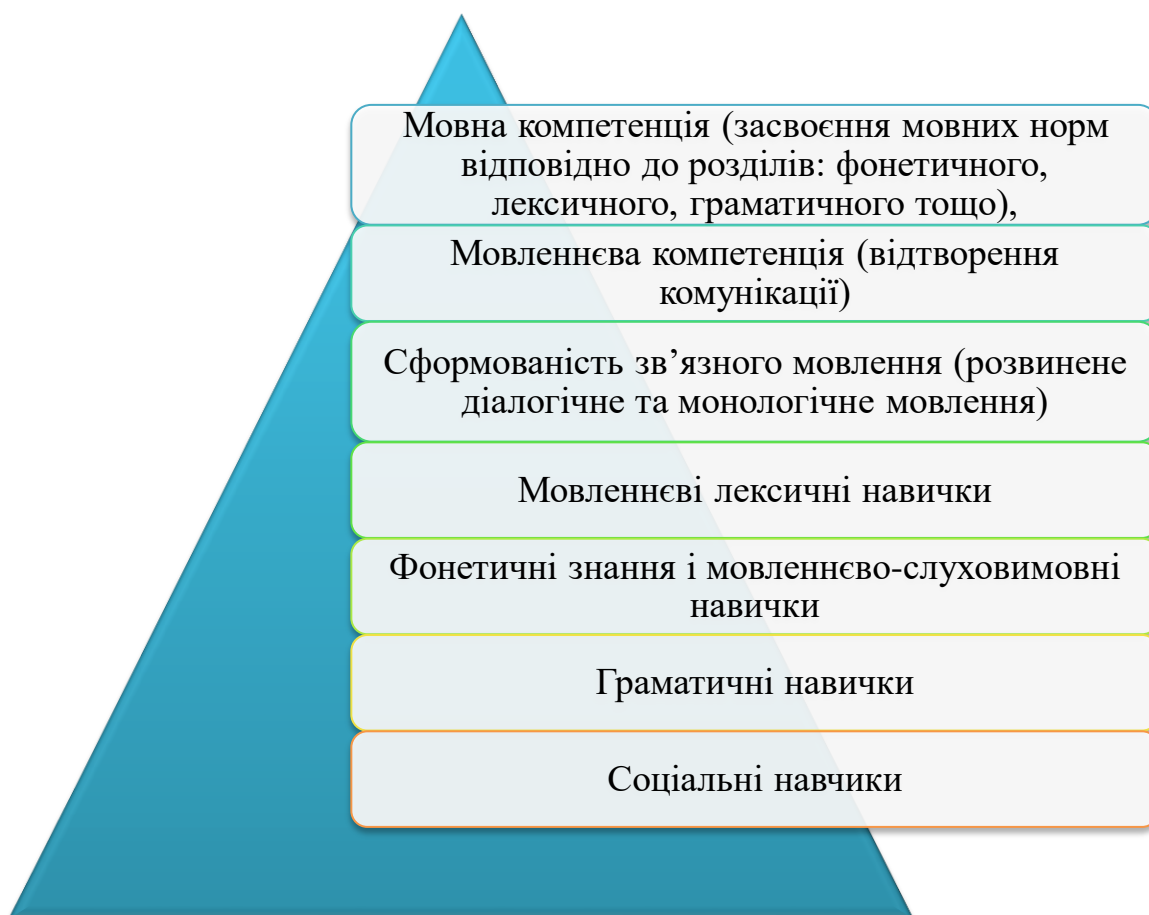 Мовна компетенція (засвоєння мовних норм
відповідно до розділів: фонетичного,
лексичного, граматичного тощо),
Мовленнєва компетенція (відтворення
комунікації)
Сформованість зв’язного мовлення (розвинене
діалогічне та монологічне мовлення)
Мовленнєві лексичні навички
Фонетичні знання і мовленнєво-слуховимовні
навички
Граматичні навички
Соціальні навчики